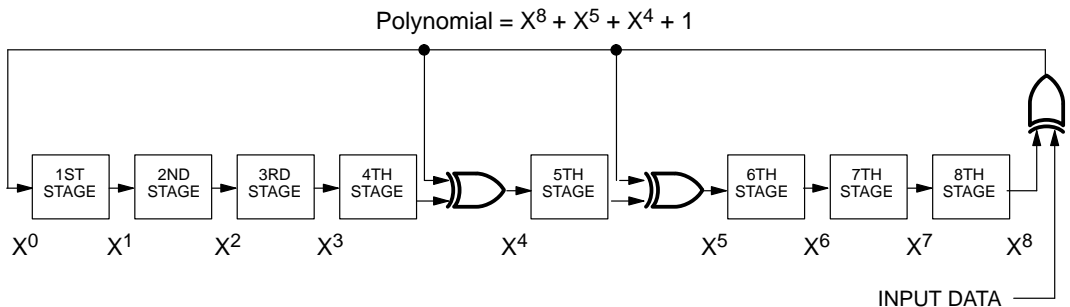 Polynomial = X⁸ + X⁵ + X⁴ + 1
1ST
STAGE
2ND
STAGE
3RD
STAGE
4TH
STAGE
5TH
STAGE
6TH
STAGE
7TH
STAGE
8TH
STAGE
X⁰ X¹ X² X³ X⁴ X⁵ X⁶ X⁷ X⁸
INPUT DATA